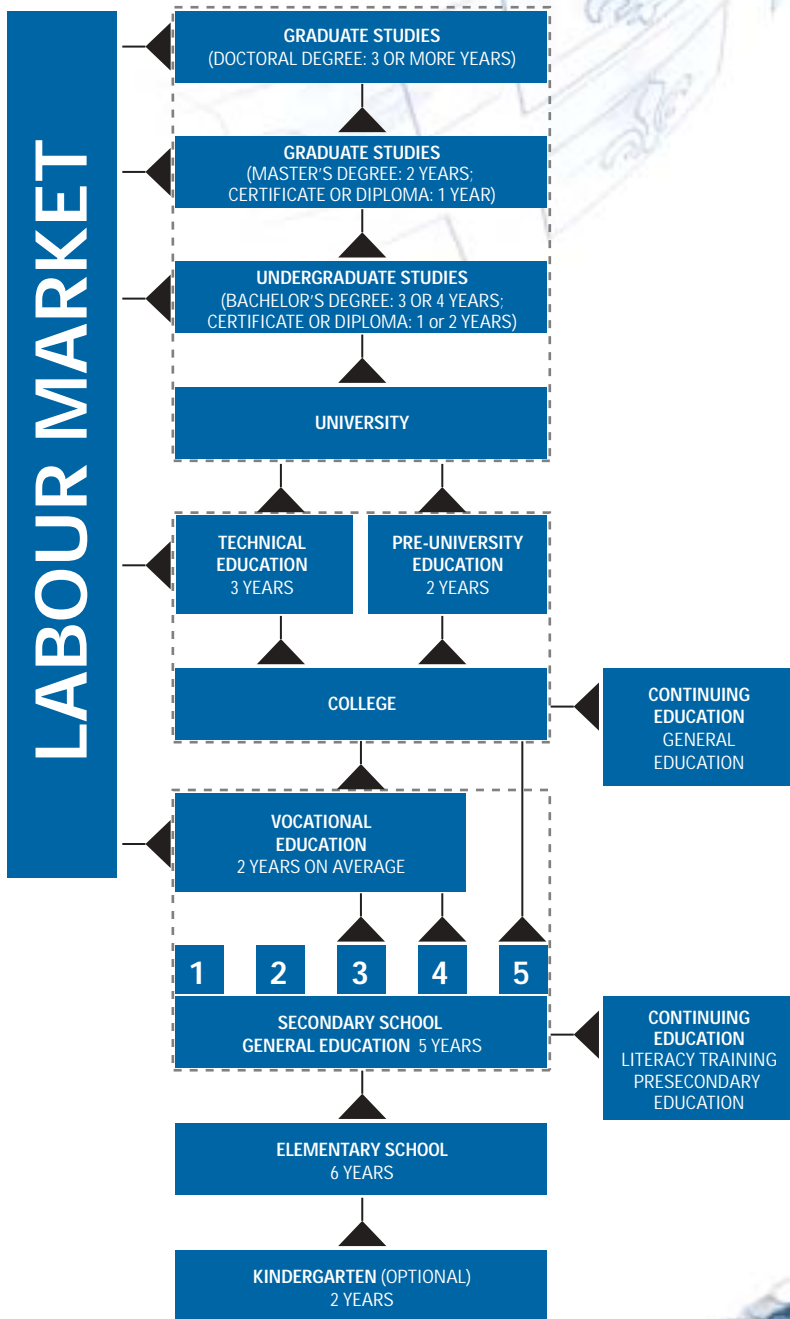 LABOUR MARKET
GRADUATE STUDIES
(DOCTORAL DEGREE: 3 OR MORE YEARS)
GRADUATE STUDIES
(MASTER'S DEGREE: 2 YEARS;
CERTIFICATE OR DIPLOMA: 1 YEAR)
UNDERGRADUATE STUDIES
(BACHELOR'S DEGREE: 3 OR 4 YEARS;
CERTIFICATE OR DIPLOMA: 1 or 2 YEARS)
UNIVERSITY
TECHNICAL
EDUCATION
3 YEARS
PRE-UNIVERSITY
EDUCATION
2 YEARS
COLLEGE
CONTINUING
EDUCATION
GENERAL
EDUCATION
VOCATIONAL
EDUCATION
2 YEARS ON AVERAGE
1 2 3 4 5
SECONDARY SCHOOL
GENERAL EDUCATION 5 YEARS
CONTINUING
EDUCATION
LITERACY TRAINING
PRESECONDARY
EDUCATION
ELEMENTARY SCHOOL
6 YEARS
KINDERGARTEN (OPTIONAL)
2 YEARS